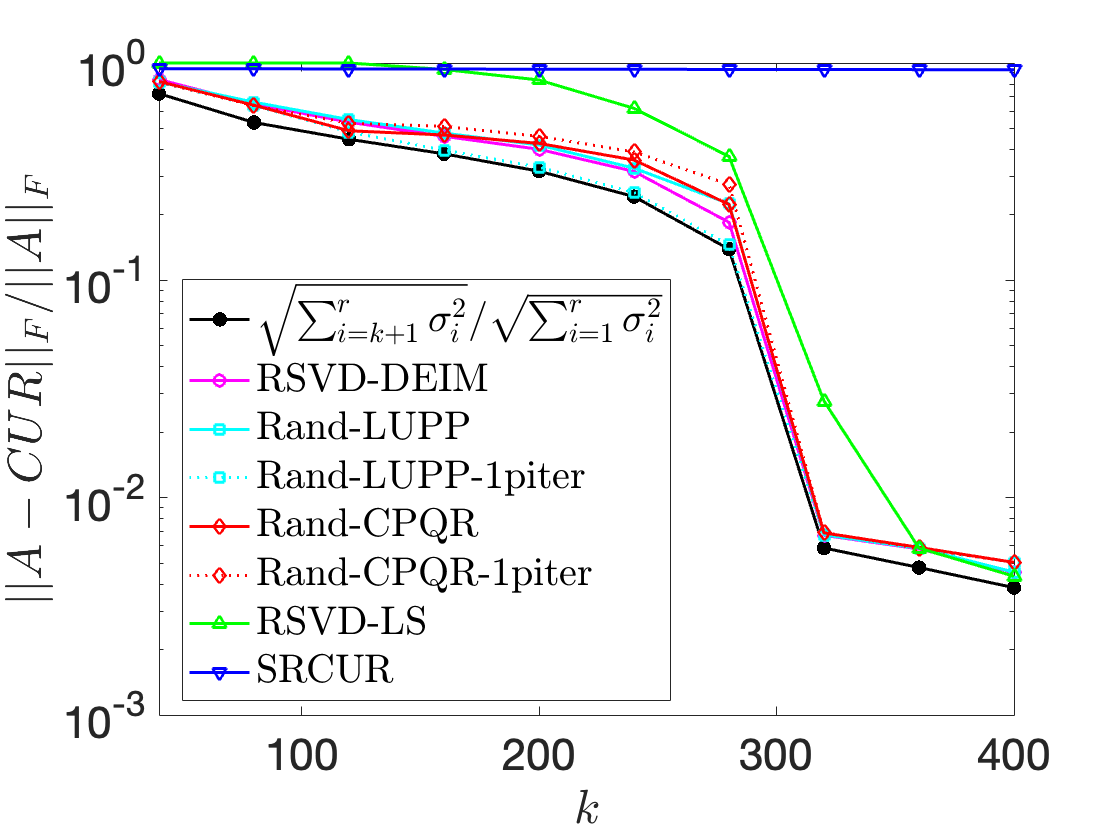 10^0
10^-1
10^-2
10^-3
||A − CUR||_F/||A||_F
√∑_{i=k+1}^{r} σ_i^2/√∑_{i=1}^{r} σ_i^2
RSVD-DEIM
Rand-LUPP
Rand-LUPP-1piter
Rand-CPQR
Rand-CPQR-1piter
RSVD-LS
SRCUR
100 200 300 400
k